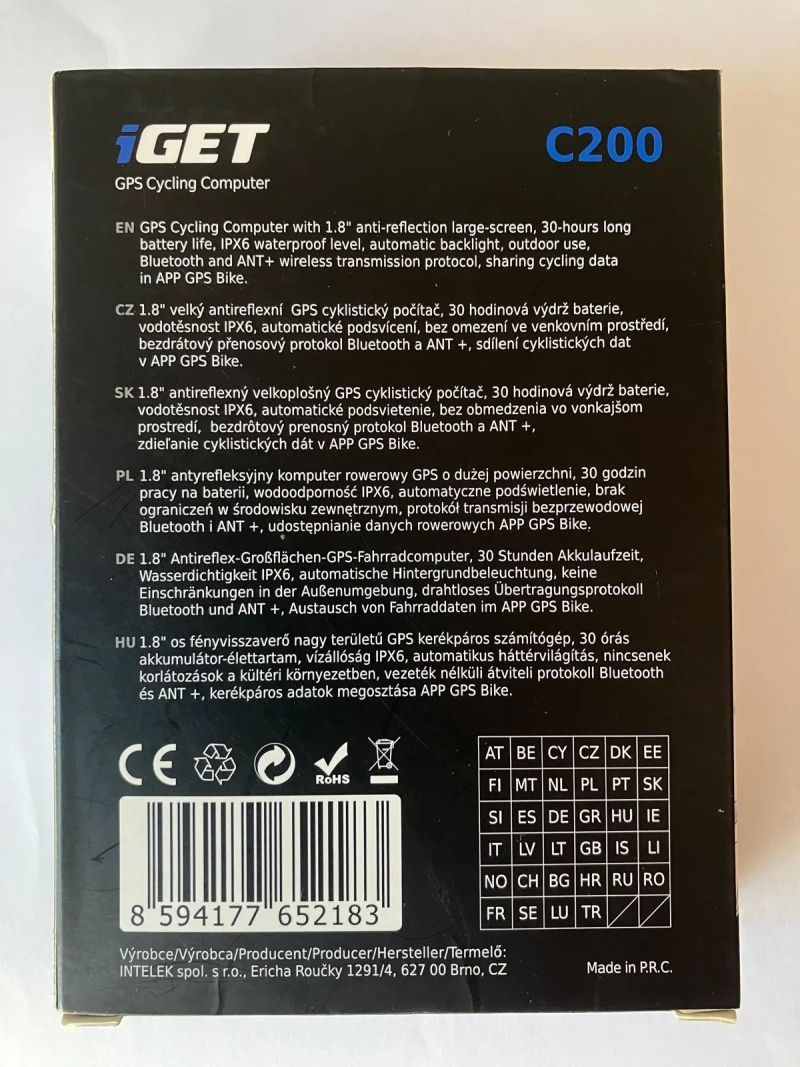 iGET
C200
GPS Cycling Computer
EN GPS Cycling Computer with 1.8" anti-reflection large-screen, 30-hours long
battery life, IPX6 waterproof level, automatic backlight, outdoor use,
Bluetooth and ANT+ wireless transmission protocol, sharing cycling data
in APP GPS Bike.
CZ 1.8" velký antireflexní GPS cyklistický počítač, 30 hodinová výdrž baterie,
vodotěsnost IPX6, automatické podsvícení, bez omezení ve venkovním prostředí,
bezdrátový přenosový protokol Bluetooth a ANT +, sdílení cyklistických dat
v APP GPS Bike.
SK 1.8" antireflexný velkoplošný GPS cyklistický počítač, 30 hodinová výdrž baterie,
vodotěsnost IPX6, automatické podsvietenie, bez obmedzenia vo vonkajšom
prostredí, bezdrôtový prenosný protokol Bluetooth a ANT +,
zdieľanie cyklistických dát v APP GPS Bike.
PL 1.8" antyrefleksyjny komputer rowerowy GPS o dużej powierzchni, 30 godzin
pracy na baterii, wodoodporność IPX6, automatyczne podświetlenie, brak
ograniczeń w środowisku zewnętrznym, protokół transmisji bezprzewodowej
Bluetooth i ANT +, udostępnianie danych rowerowych APP GPS Bike.
DE 1.8" Antireflex-Großflächen-GPS-Fahrradcomputer, 30 Stunden Akkulaufzeit,
Wasserdichtigkeit IPX6, automatische Hintergrundbeleuchtung, keine
Einschränkungen in der Außenumgebung, drahtloses Übertragungsprotokoll
Bluetooth und ANT +, Austausch von Fahrraddaten im APP GPS Bike.
HU 1.8" os fényvisszaverő nagy területű GPS kerékpáros számítógép, 30 órás
akkumulátor-élettartam, vízállóság IPX6, automatikus háttérvilágítás, nincsenek
korlátozások a kültéri környezetben, vezeték nélküli átviteli protokoll Bluetooth
és ANT +, kerékpáros adatok megosztása APP GPS Bike.
CE
RoHS
AT BE CY CZ DK EE
FI MT NL PL PT SK
SI ES DE GR HU IE
IT LV LT GB IS LI
NO CH BG HR RU RO
FR SE LU TR
8 594177 652183
Výrobce/Výrobca/Producent/Producer/Hersteller/Termelő:
INTELEK spol. s r.o., Ericha Roučky 1291/4, 627 00 Brno, CZ
Made in P.R.C.